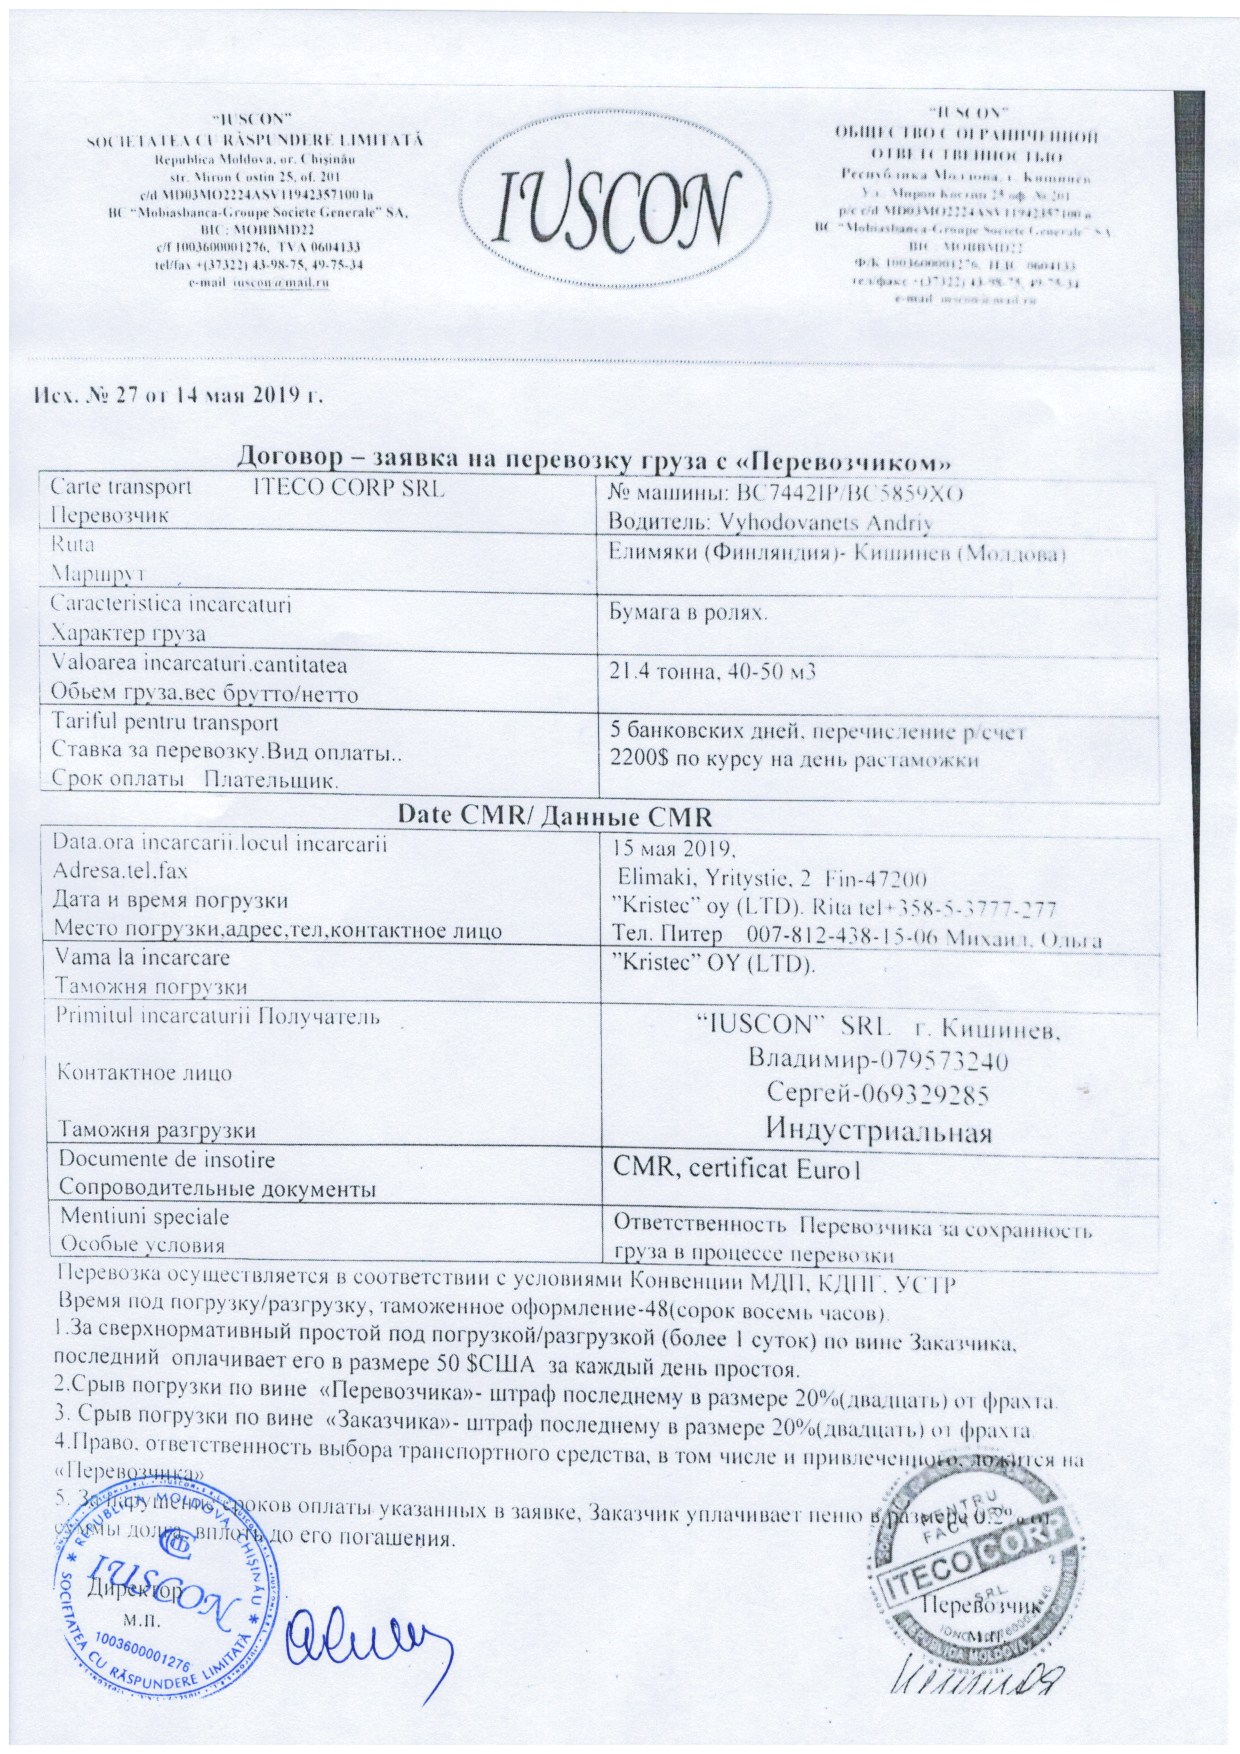 "IUSCON"
SOCIETATEA CU RĂSPUNDERE LIMITATĂ
Republica Moldova, or. Chişinău
str. Miron Costin 25, of. 201
c/d MD03MO2224ASV11942357100 la
BC "Mobiasbanca-Groupe Societe Generale" SA,
BIC: MOBBMD22
c/f 1003600001276, TVA 0604133
tel/fax +(37322) 43-98-75, 49-75-34
e-mail iuscon@mail.ru
IUSCON
"IUSCON"
ОБЩЕСТВО С ОГРАНИЧЕННОЙ
ОТВЕТСТВЕННОСТЬЮ
Республика Молдова, г. Кишинев
Ул. Мирон Костин 25 оф. № 201
р/с c/d MD03MO2224ASV11942357100 в
BC "Mobiasbanca-Groupe Societe Generale" SA,
BIC: MOBBMD22
Ф/К 1003600001276, НДС 0604133
тел/факс +(37322) 43-98-75, 49-75-34
e-mail iuscon@mail.ru
Исх. № 27 от 14 мая 2019 г.
Договор – заявка на перевозку груза с «Перевозчиком»
Carte transport ITECO CORP SRL
Перевозчик
№ машины: BC7442IP/BC5859XO
Водитель: Vyhodovanets Andriy
Ruta
Маршрут
Елимяки (Финляндия)- Кишинев (Молдова)
Caracteristica incarcaturi
Характер груза
Бумага в ролях.
Valoarea incarcaturi.cantitatea
Обьем груза.вес брутто/нетто
21.4 тонна, 40-50 м3
Tariful pentru transport
Ставка за перевозку.Вид оплаты..
Срок оплаты Плательщик.
5 банковских дней. перечисление р/счет
2200$ по курсу на день растаможки
Date CMR/ Данные CMR
Data.ora incarcarii.locul incarcarii
Adresa.tel.fax
Дата и время погрузки
Место погрузки,адрес,тел,контактное лицо
15 мая 2019,
Elimaki, Yritystie, 2 Fin-47200
"Kristec" oy (LTD). Rita tel+358-5-3777-277
Тел. Питер 007-812-438-15-06 Михаил, Ольга
Vama la incarcare
Таможня погрузки
"Kristec" OY (LTD).
Primitul incarcaturii Получатель
Контактное лицо
Таможня разгрузки
"IUSCON" SRL г. Кишинев,
Владимир-079573240
Сергей-069329285
Индустриальная
Documente de insotire
Сопроводительные документы
CMR, certificat Euro1
Mentiuni speciale
Особые условия
Ответственность Перевозчика за сохранность
груза в процессе перевозки
Перевозка осуществляется в соответствии с условиями Конвенции МДП, КДПГ, УСТР
Время под погрузку/разгрузку, таможенное оформление-48(сорок восемь часов).
1.За сверхнормативный простой под погрузкой/разгрузкой (более 1 суток) по вине Заказчика,
последний оплачивает его в размере 50 $США за каждый день простоя.
2.Срыв погрузки по вине «Перевозчика»- штраф последнему в размере 20%(двадцать) от фрахта.
3. Срыв погрузки по вине «Заказчика»- штраф последнему в размере 20%(двадцать) от фрахта.
4.Право, ответственность выбора транспортного средства, в том числе и привлеченного, ложится на
«Перевозчика»
5. За нарушение сроков оплаты указанных в заявке, Заказчик уплачивает пеню в размере 0.2% от
суммы долга, вплоть до его погашения.
Директор
м.п.
REPUBLICA MOLDOVA CHIŞINĂU
IUSCON
1003600001276
SOCIETATEA CU RĂSPUNDERE LIMITATĂ
Перевозчик
м.п.
PENTRU
FACTURI
ITECO CORP
S.R.L.
REPUBLICA MOLDOVA